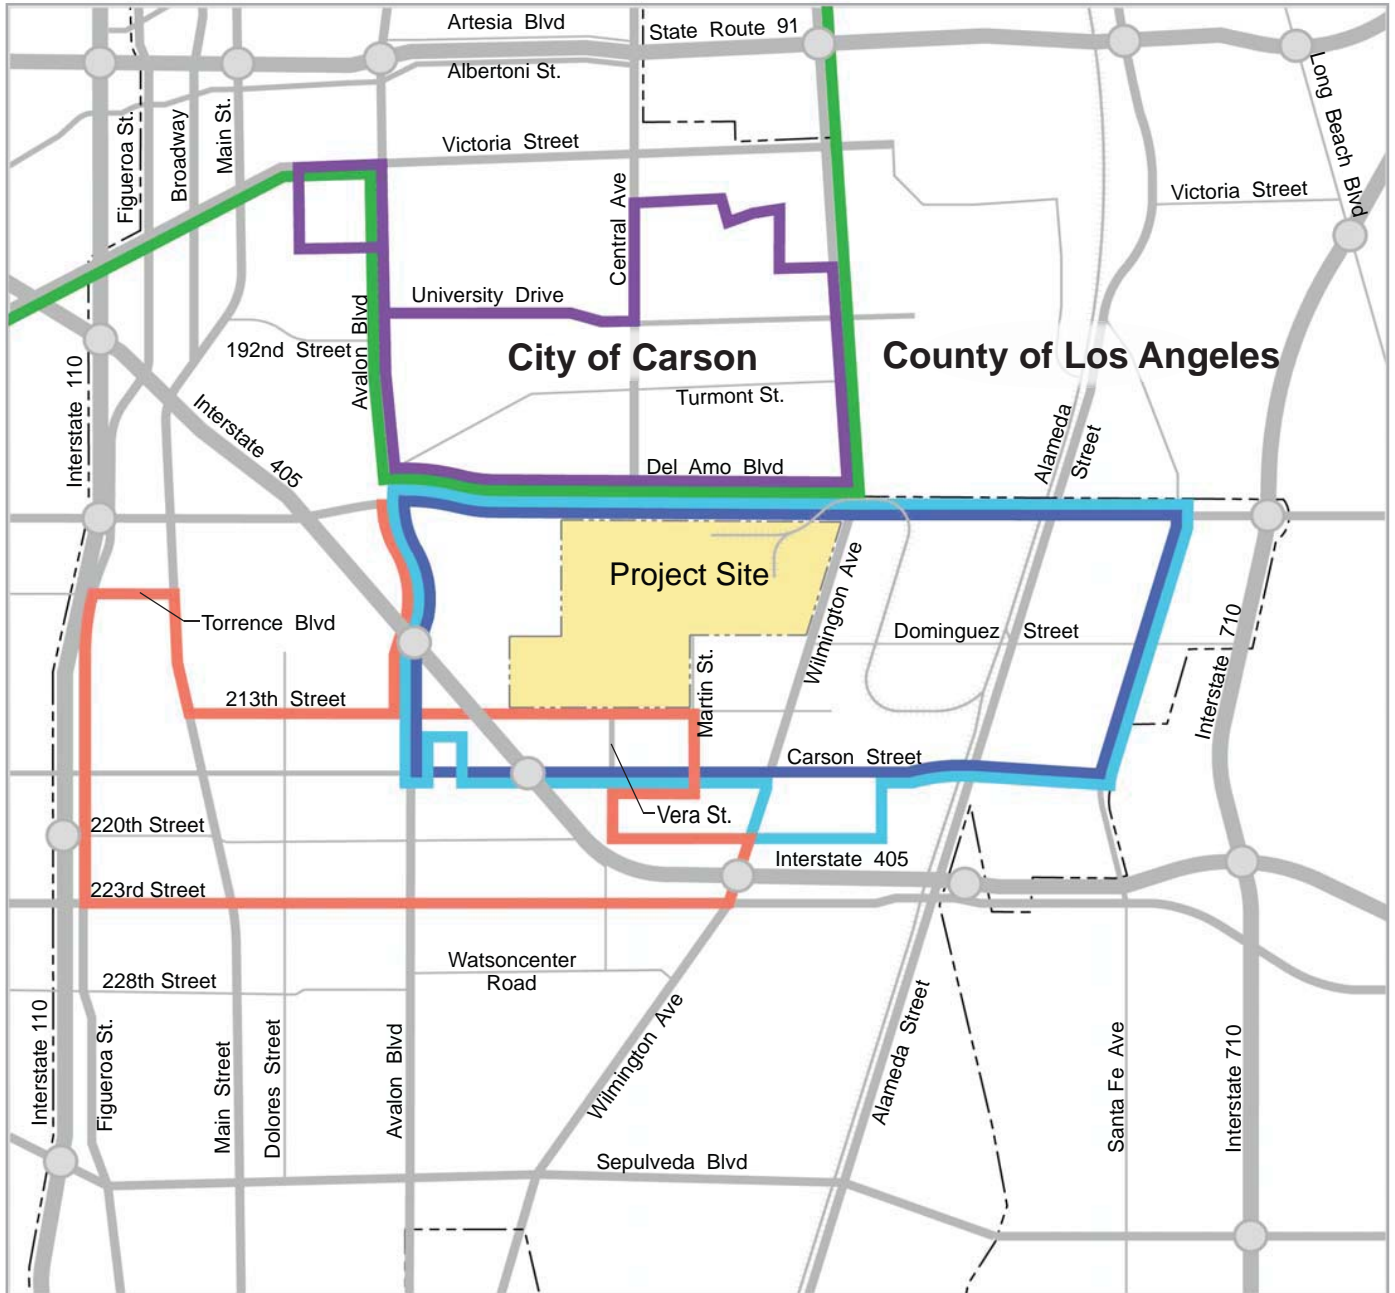 Artesia Blvd
State Route 91
Albertoni St.
Long Beach Blvd
Figueroa St.
Broadway
Main St.
Victoria Street
Victoria Street
Central Ave
University Drive
192nd Street
Avalon Blvd
City of Carson
County of Los Angeles
Interstate 110
Interstate 405
Turmont St.
Alameda
Street
Del Amo Blvd
Project Site
Wilmington Ave
Torrence Blvd
Dominguez Street
Interstate 710
213th Street
Martin St.
Carson Street
Vera St.
220th Street
Interstate 405
223rd Street
Watsoncenter
Road
228th Street
Interstate 110
Figueroa St.
Main Street
Dolores Street
Avalon Blvd
Wilmington Ave
Alameda Street
Santa Fe Ave
Interstate 710
Sepulveda Blvd